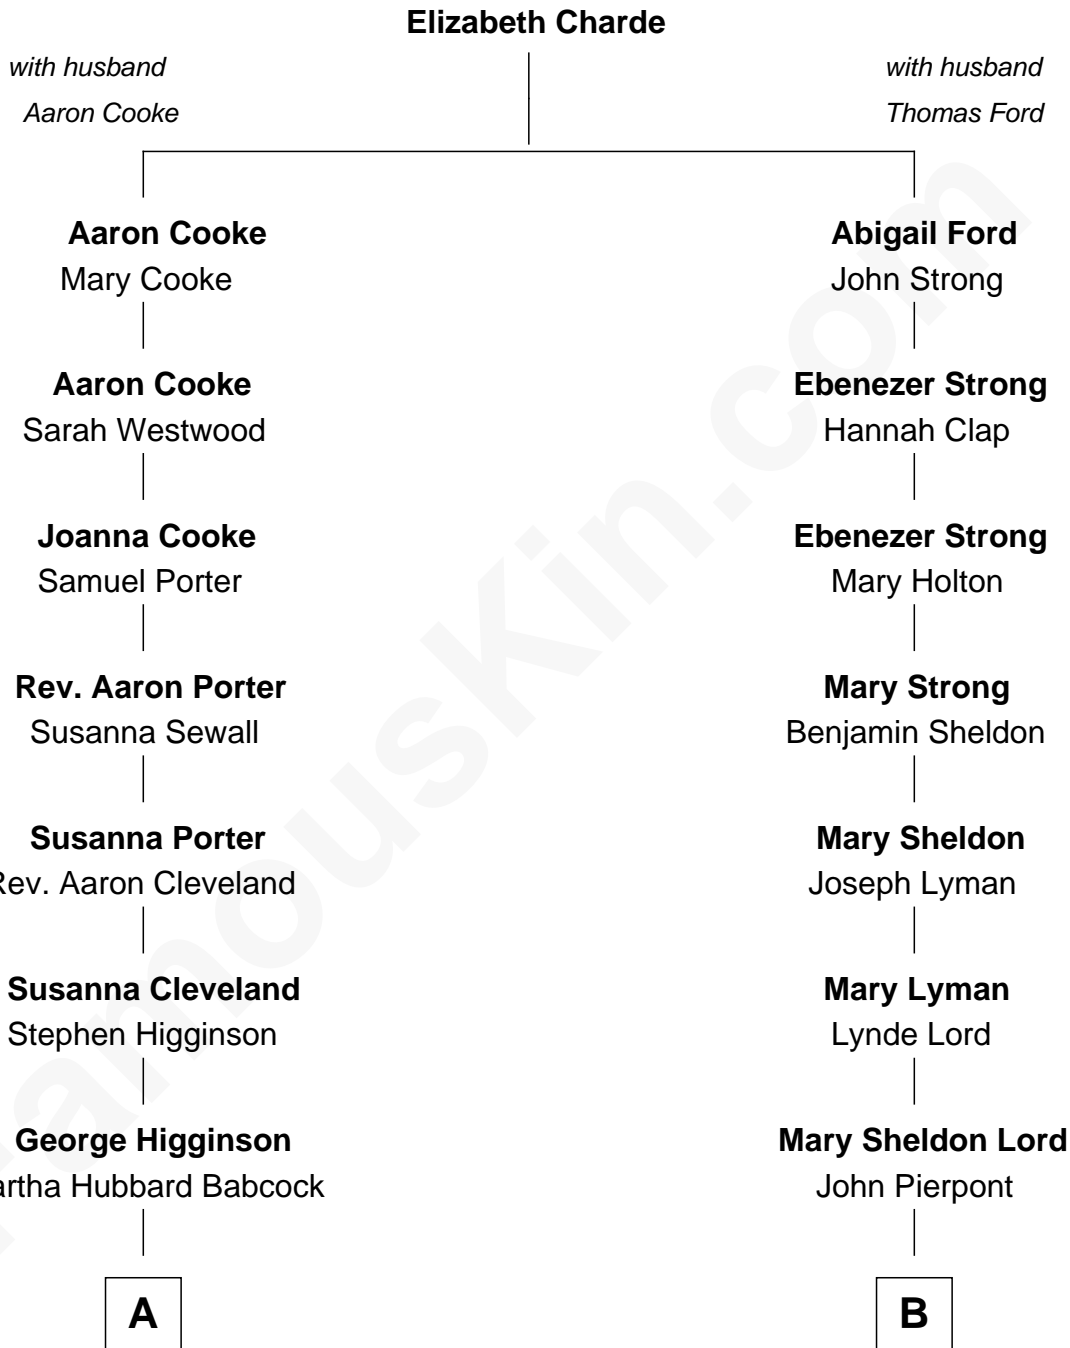 Elizabeth Charde
with husband
Aaron Cooke
with husband
Thomas Ford
Aaron Cooke
Mary Cooke
Abigail Ford
John Strong
Aaron Cooke
Sarah Westwood
Ebenezer Strong
Hannah Clap
Joanna Cooke
Samuel Porter
Ebenezer Strong
Mary Holton
Rev. Aaron Porter
Susanna Sewall
Mary Strong
Benjamin Sheldon
Susanna Porter
Rev. Aaron Cleveland
Mary Sheldon
Joseph Lyman
Susanna Cleveland
Stephen Higginson
Mary Lyman
Lynde Lord
George Higginson
artha Hubbard Babcock
Mary Sheldon Lord
John Pierpont
A
B
FamousKin.com